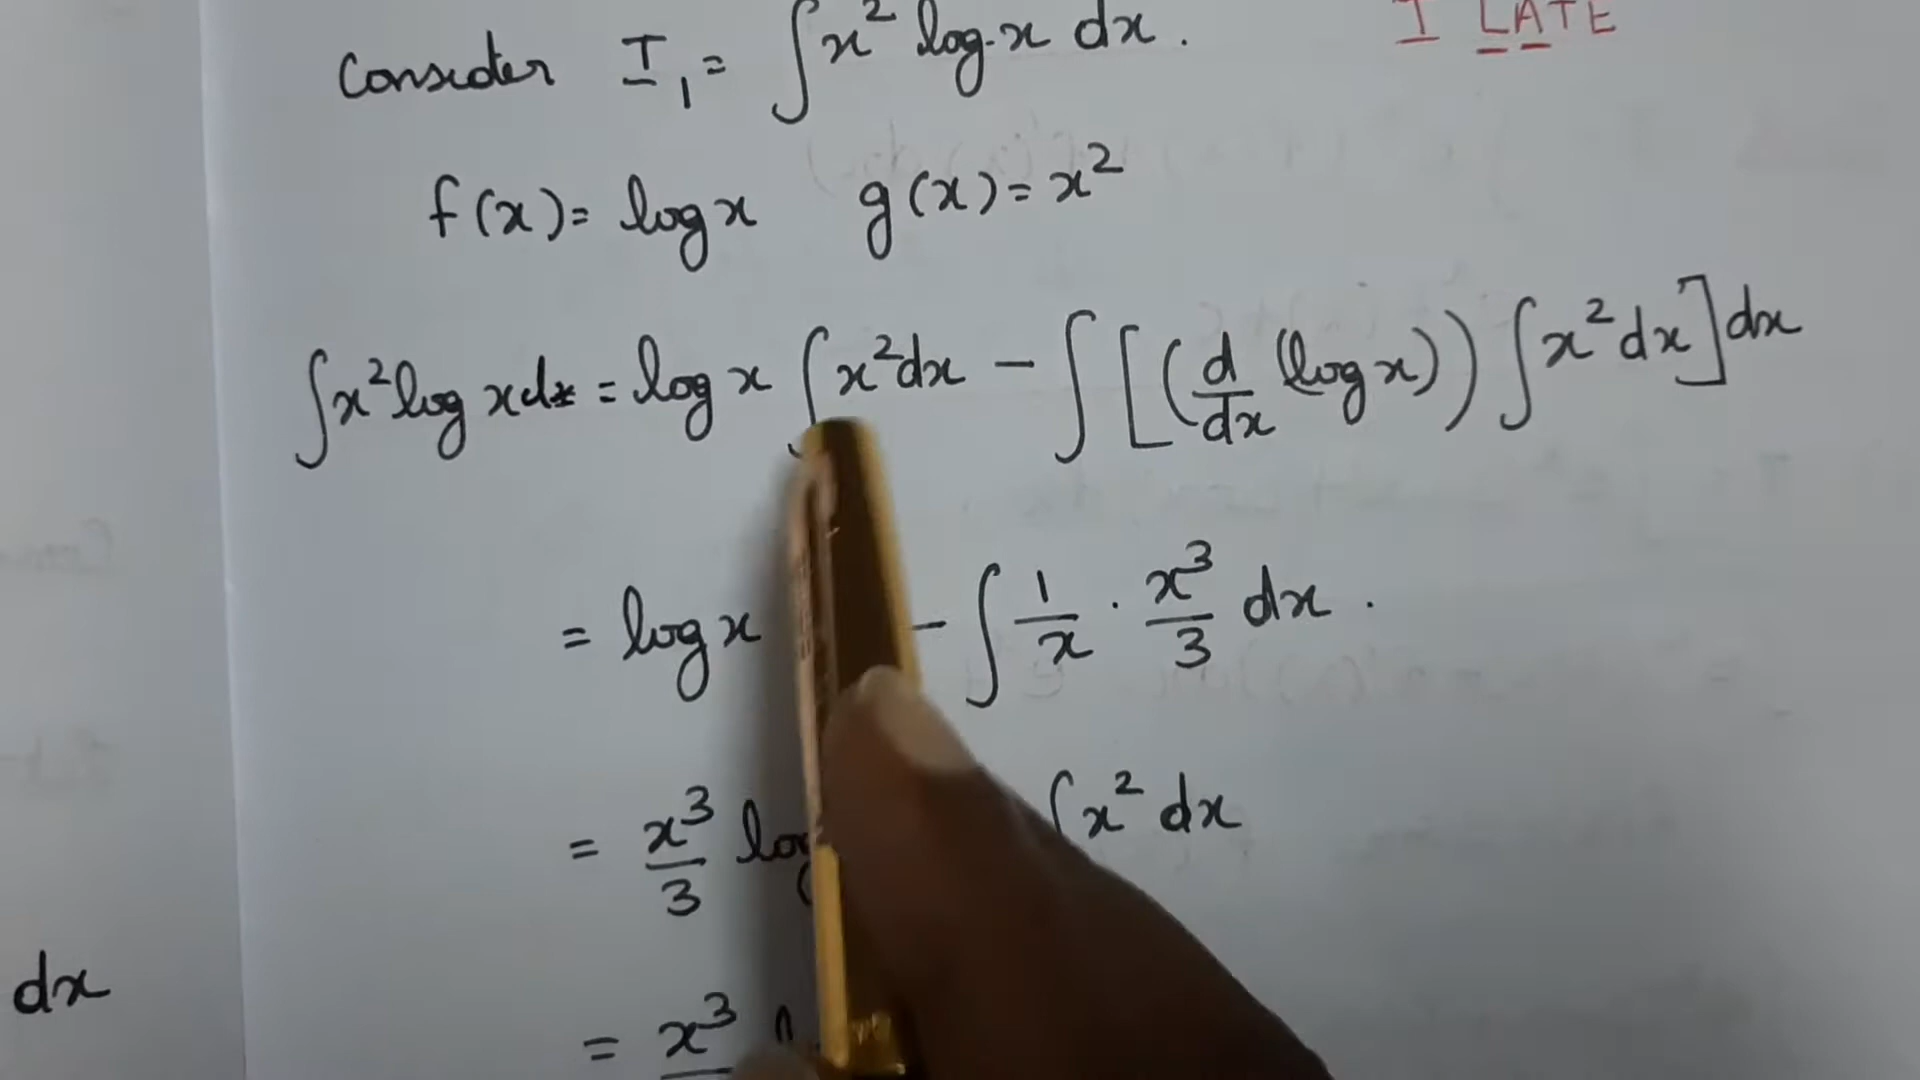 Consider I₁ = ∫x² log x dx. I LATE
f(x) = log x g(x) = x²
∫x² log x dx = log x ∫x² dx − ∫[(d/dx (log x)) ∫x² dx] dx
= log x − ∫ 1/x · x³/3 dx.
= x³/3 ∫x² dx
dx
= x³